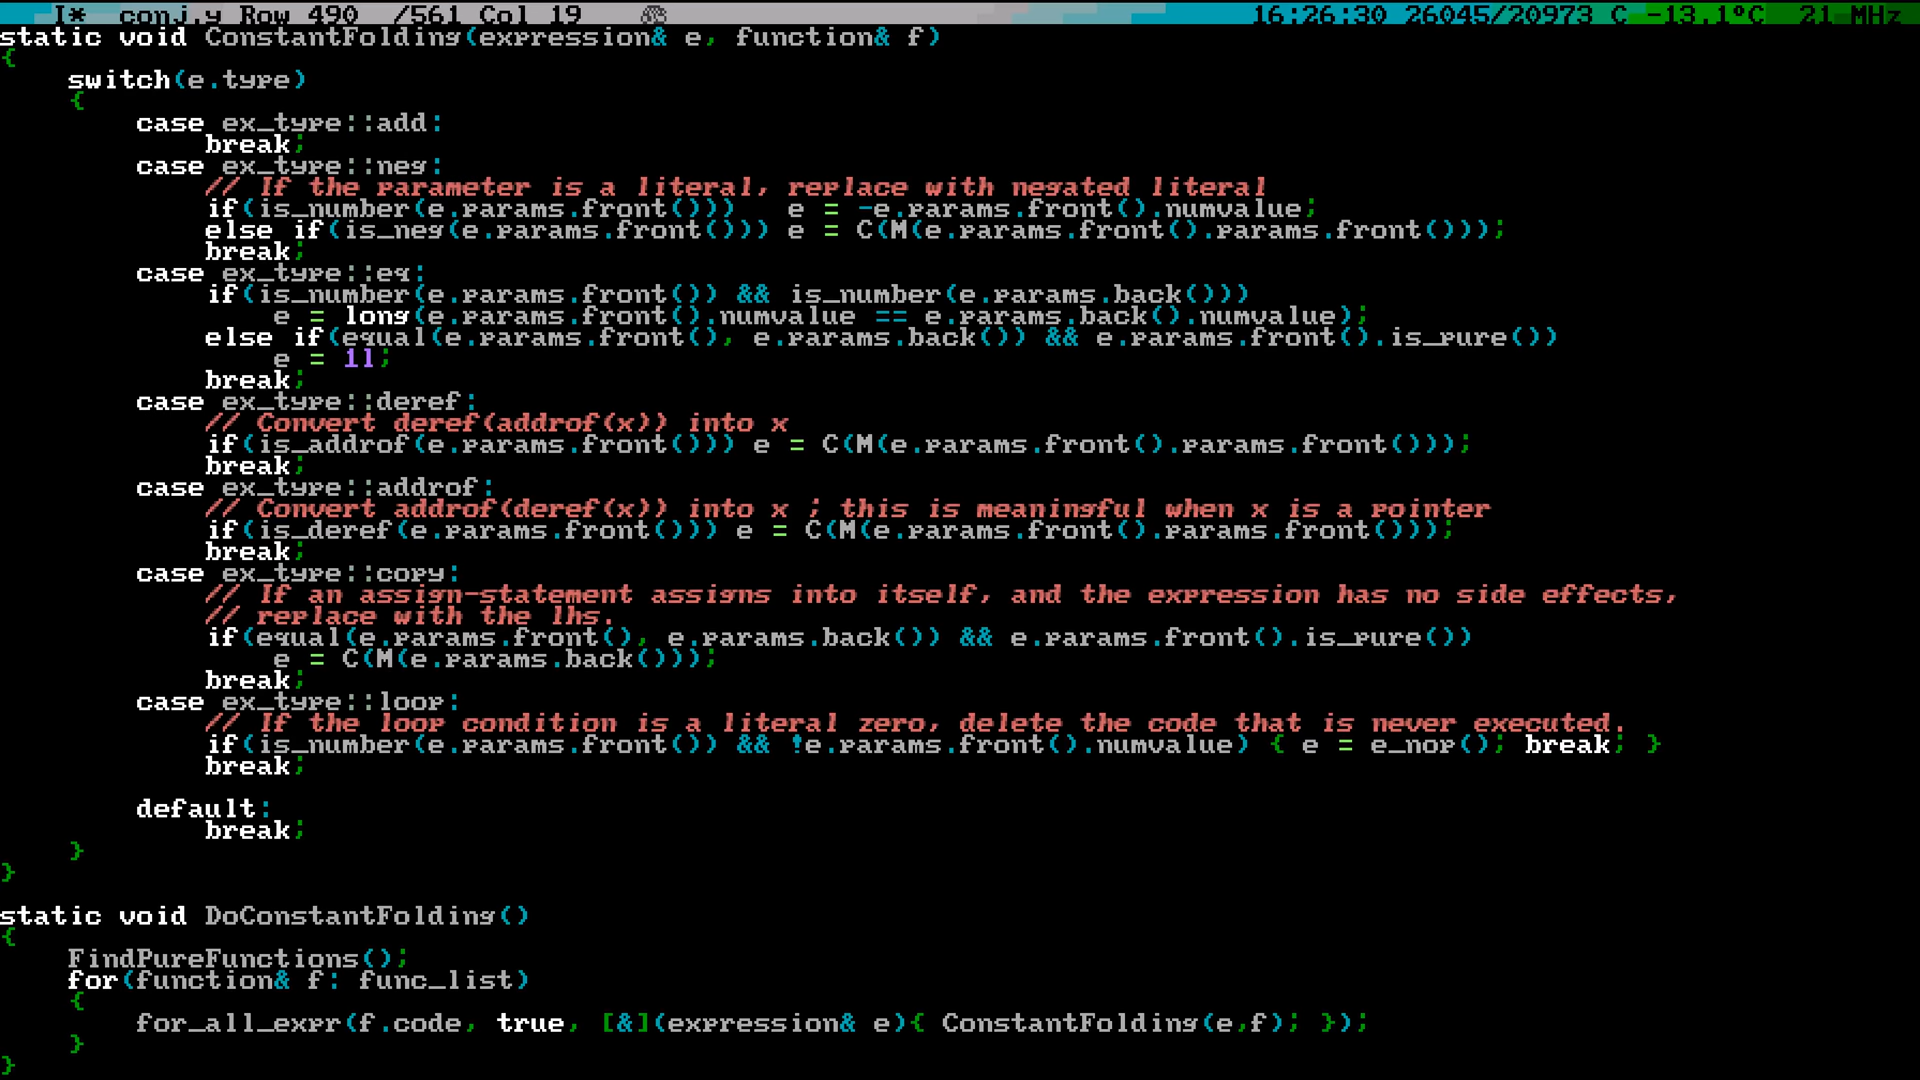 I*  conj.y Row 490  /561 Col 19  16:26:30 26045/20973 C -13.1°C  21 MHz
static void ConstantFolding(expression& e, function& f)
{
    switch(e.type)
    {
        case ex_type::add:
            break;
        case ex_type::neg:
            // If the parameter is a literal, replace with negated literal
            if(is_number(e.params.front()))   e = -e.params.front().numvalue;
            else if(is_neg(e.params.front())) e = C(M(e.params.front().params.front()));
            break;
        case ex_type::eq:
            if(is_number(e.params.front()) && is_number(e.params.back()))
                e = long(e.params.front().numvalue == e.params.back().numvalue);
            else if(equal(e.params.front(), e.params.back()) && e.params.front().is_pure())
                e = 1l;
            break;
        case ex_type::deref:
            // Convert deref(addrof(x)) into x
            if(is_addrof(e.params.front())) e = C(M(e.params.front().params.front()));
            break;
        case ex_type::addrof:
            // Convert addrof(deref(x)) into x ; this is meaningful when x is a pointer
            if(is_deref(e.params.front())) e = C(M(e.params.front().params.front()));
            break;
        case ex_type::copy:
            // If an assign-statement assigns into itself, and the expression has no side effects,
            // replace with the lhs.
            if(equal(e.params.front(), e.params.back()) && e.params.front().is_pure())
                e = C(M(e.params.back()));
            break;
        case ex_type::loop:
            // If the loop condition is a literal zero, delete the code that is never executed.
            if(is_number(e.params.front()) && !e.params.front().numvalue) { e = e_nop(); break; }
            break;
        default:
            break;
    }
}
static void DoConstantFolding()
{
    FindPureFunctions();
    for(function& f: func_list)
    {
        for_all_expr(f.code, true, [&](expression& e){ ConstantFolding(e,f); });
    }
}